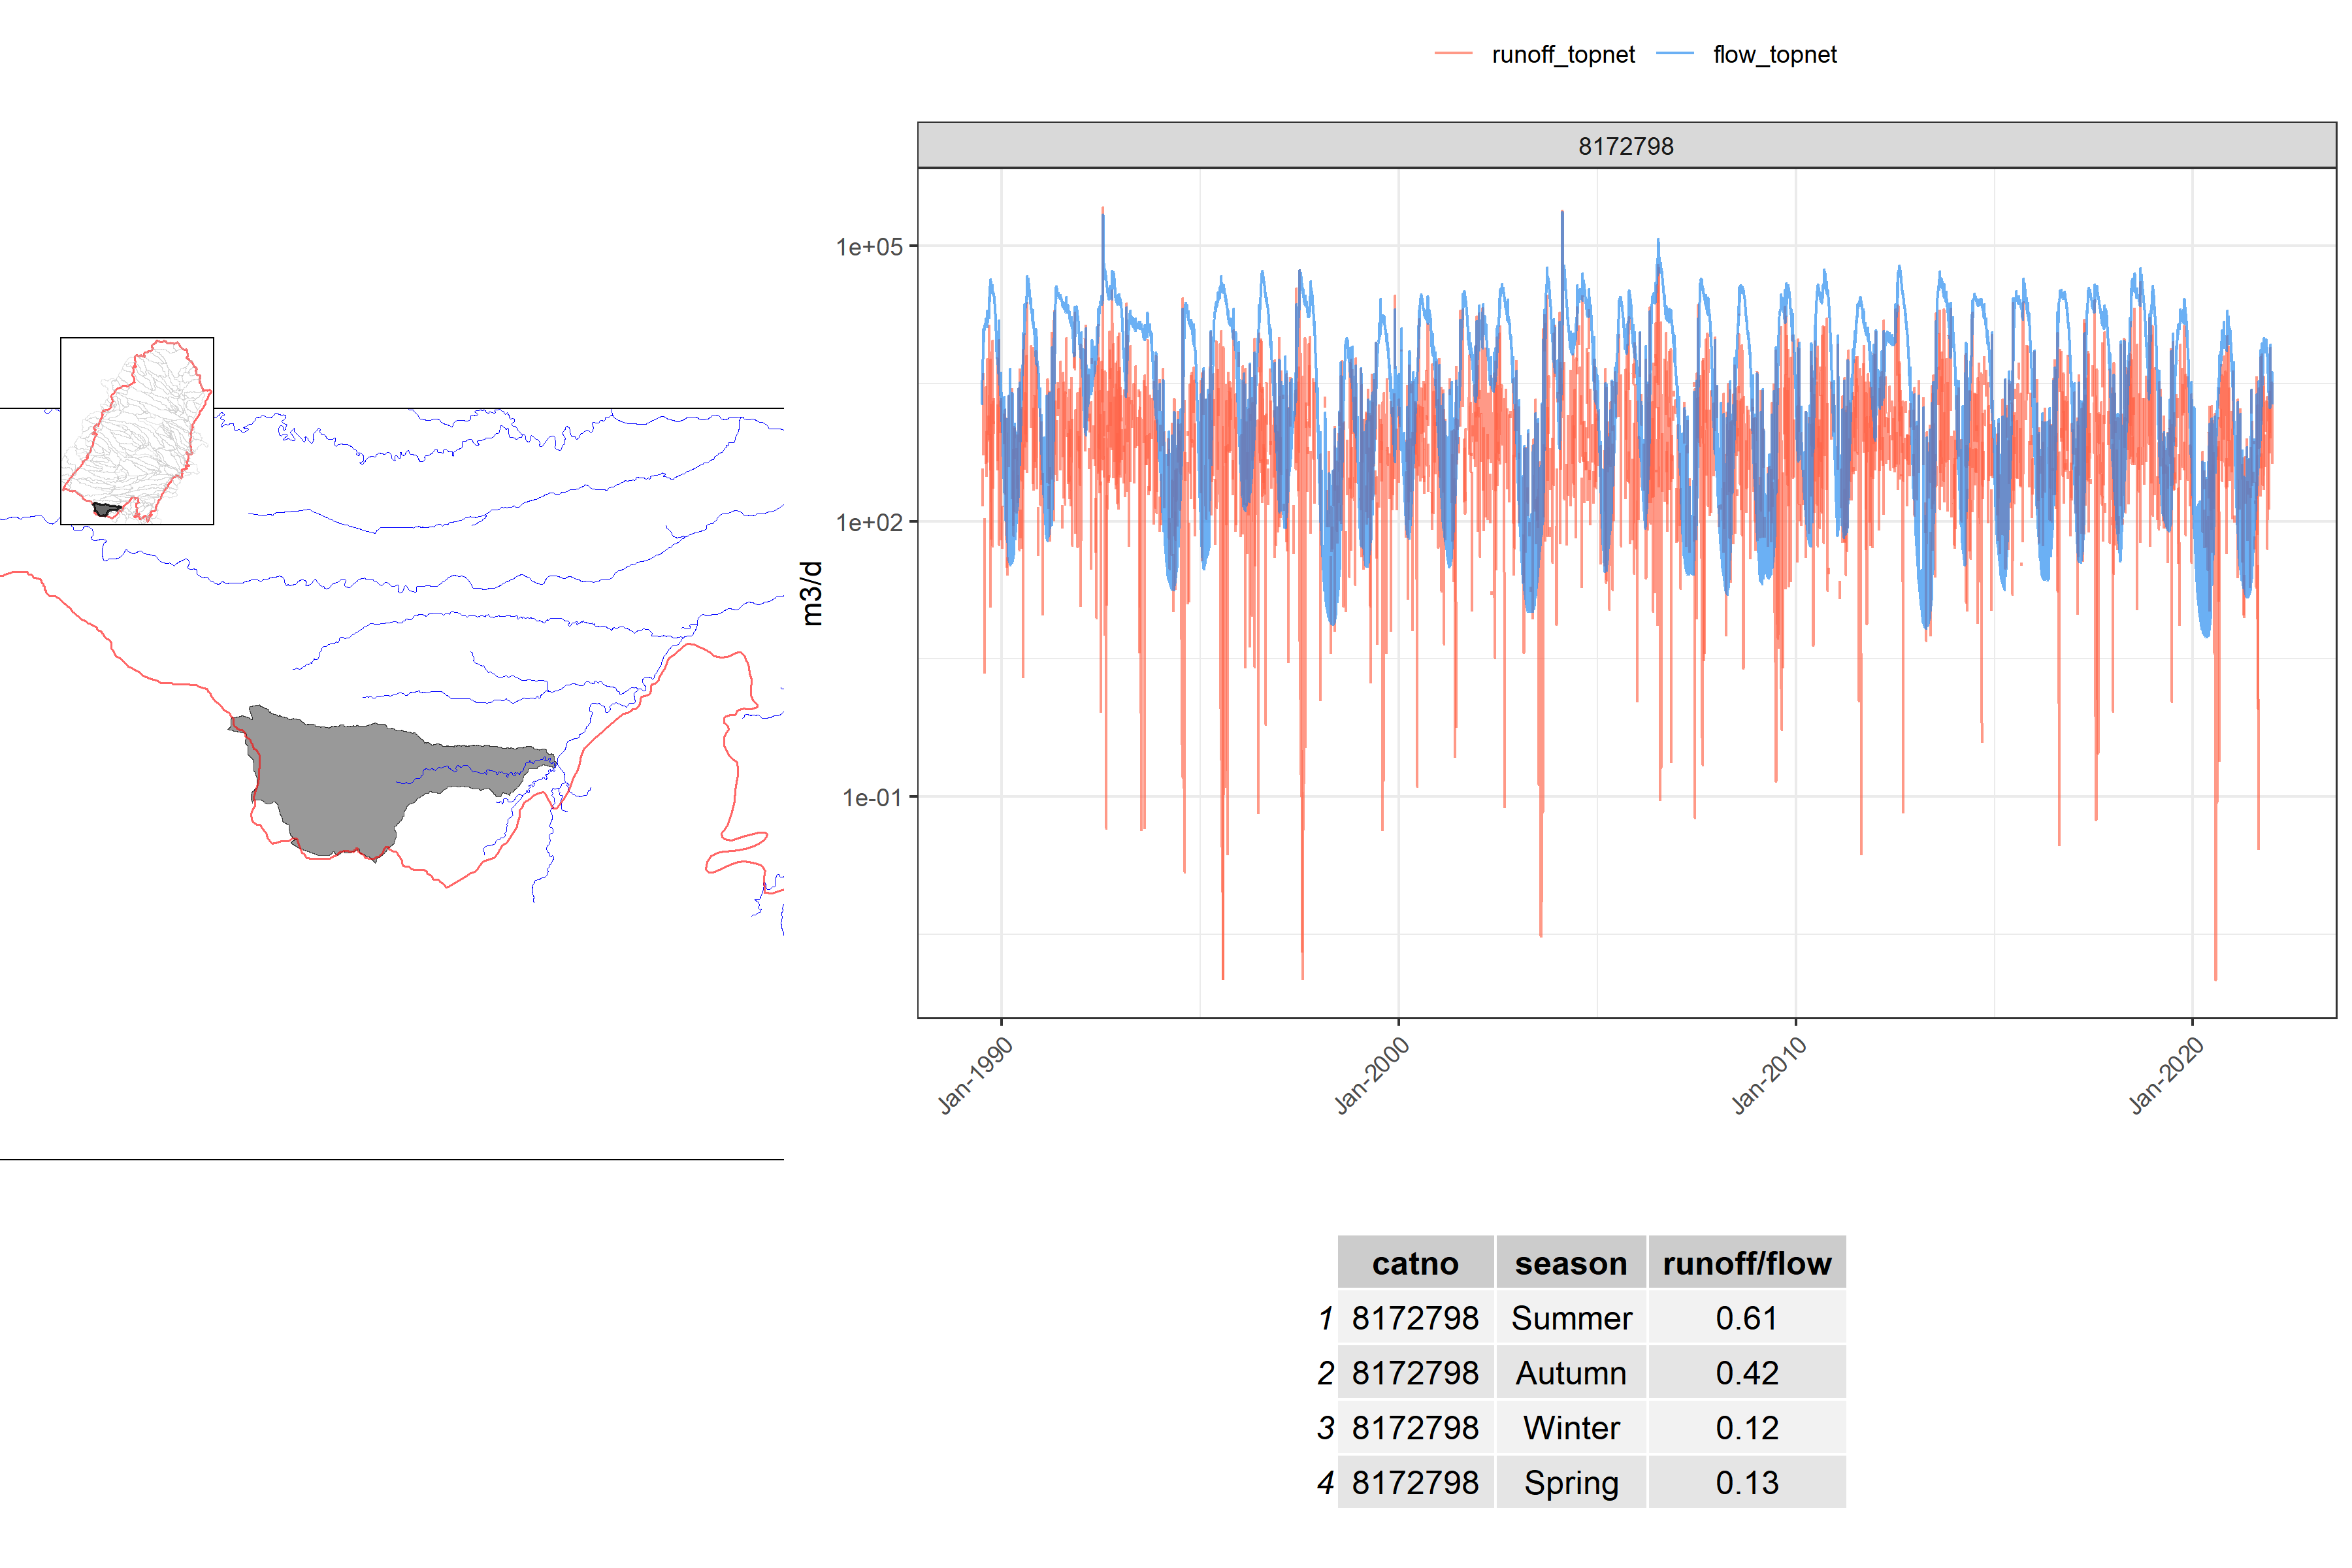 runoff_topnet flow_topnet
8172798
1e+05
1e+02
1e-01
m3/d
Jan-1990 Jan-2000 Jan-2010 Jan-2020
catno season runoff/flow
1 8172798 Summer 0.61
2 8172798 Autumn 0.42
3 8172798 Winter 0.12
4 8172798 Spring 0.13